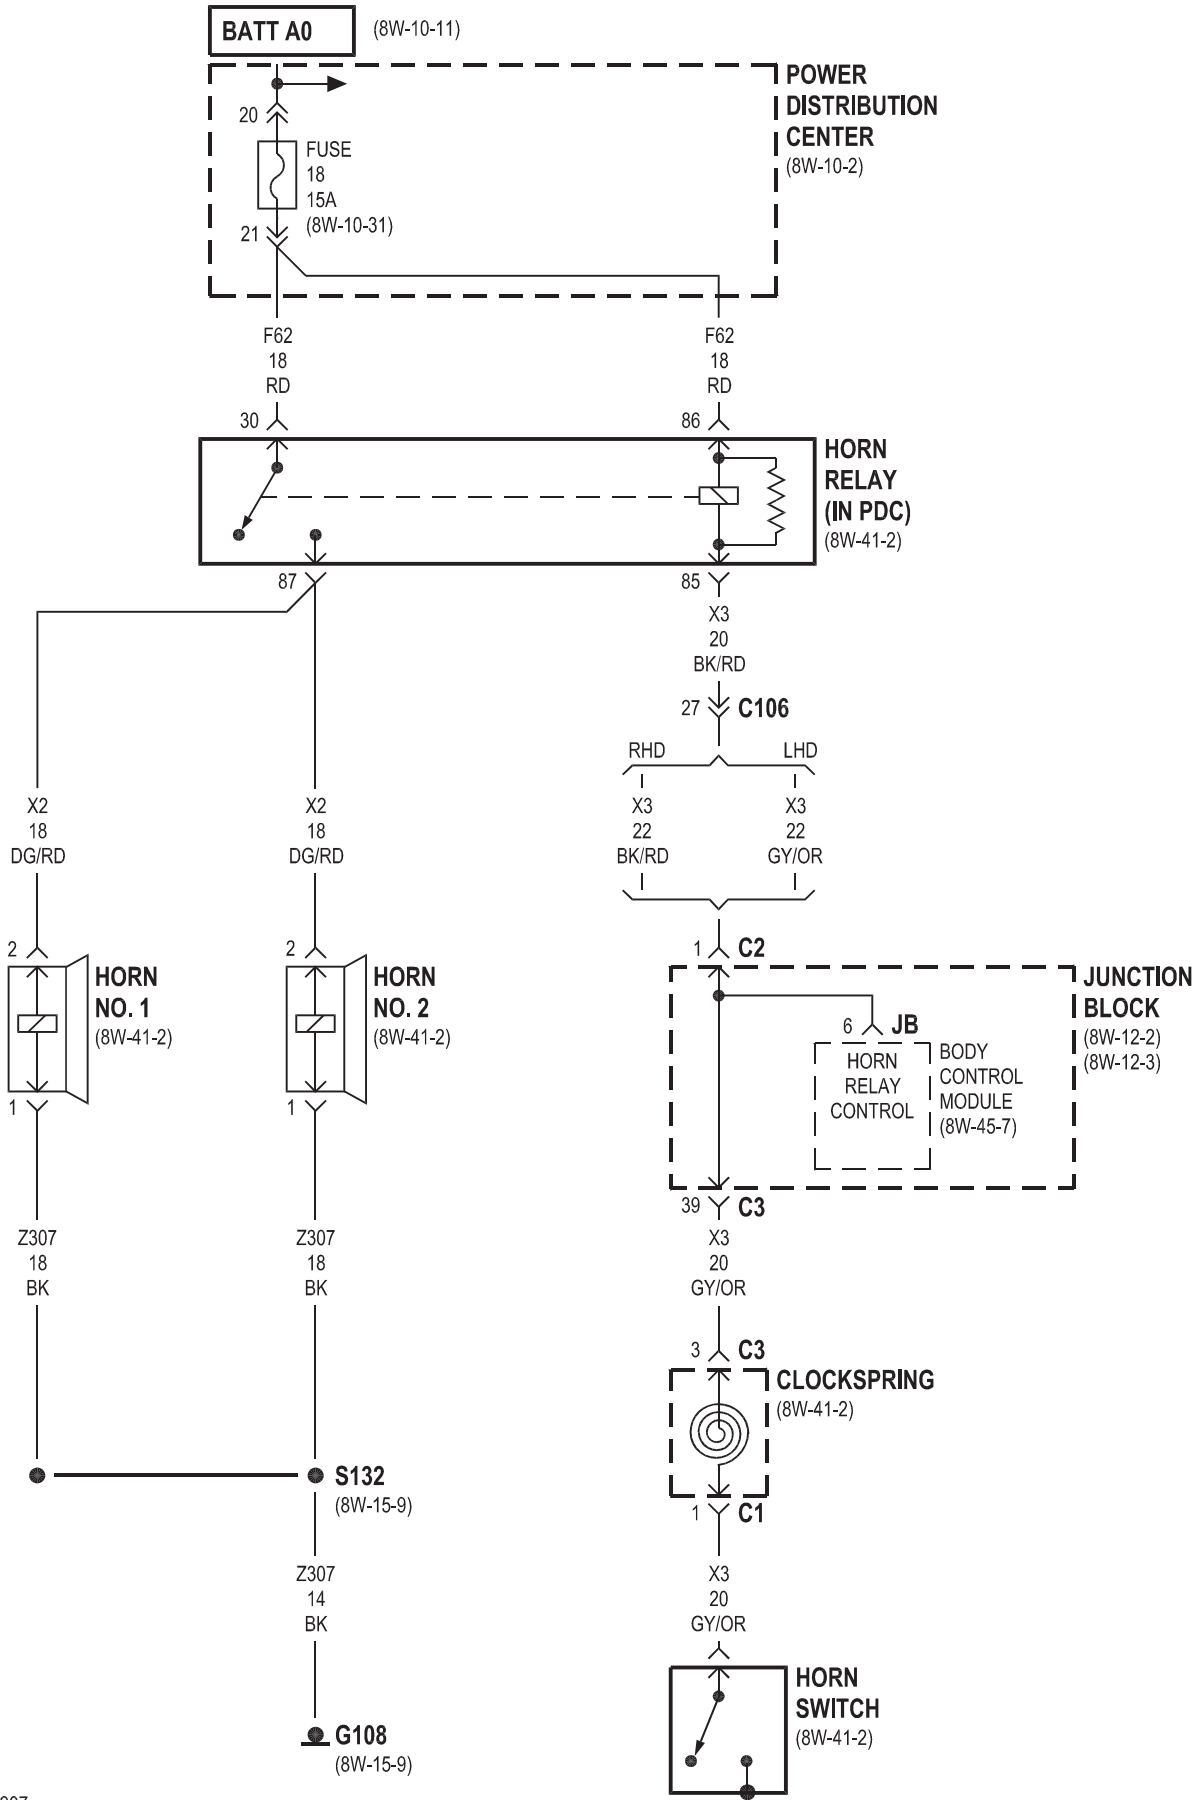 BATT A0
(8W-10-11)
POWER
DISTRIBUTION
CENTER
(8W-10-2)
20
FUSE
18
15A
(8W-10-31)
21
F62
18
RD
F62
18
RD
30
86
HORN
RELAY
(IN PDC)
(8W-41-2)
87
85
X3
20
BK/RD
27
C106
RHD
LHD
X2
18
DG/RD
X2
18
DG/RD
X3
22
BK/RD
X3
22
GY/OR
2
HORN
NO. 1
(8W-41-2)
1
2
HORN
NO. 2
(8W-41-2)
1
1
C2
JUNCTION
BLOCK
(8W-12-2)
(8W-12-3)
6
JB
HORN
RELAY
CONTROL
BODY
CONTROL
MODULE
(8W-45-7)
39
C3
Z307
18
BK
Z307
18
BK
X3
20
GY/OR
3
C3
CLOCKSPRING
(8W-41-2)
1
C1
S132
(8W-15-9)
Z307
14
BK
X3
20
GY/OR
G108
(8W-15-9)
HORN
SWITCH
(8W-41-2)